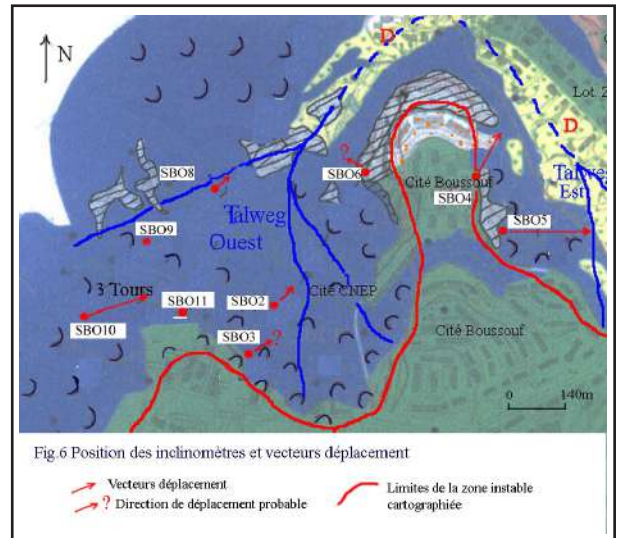 N
D
Lot. 2
SBO8
SBO6
Cité Boussouf
SBO4
D
Talweg
Est
Talweg
Ouest
SBO5
SBO9
3 Tours
SBO11
SBO2
Cité CNEP
SBO10
SBO3
?
?
Cité Boussouf
0 140m
Fig.6 Position des inclinomètres et vecteurs déplacement
Vecteurs déplacement
? Direction de déplacement probable
Limites de la zone instable
cartographiée